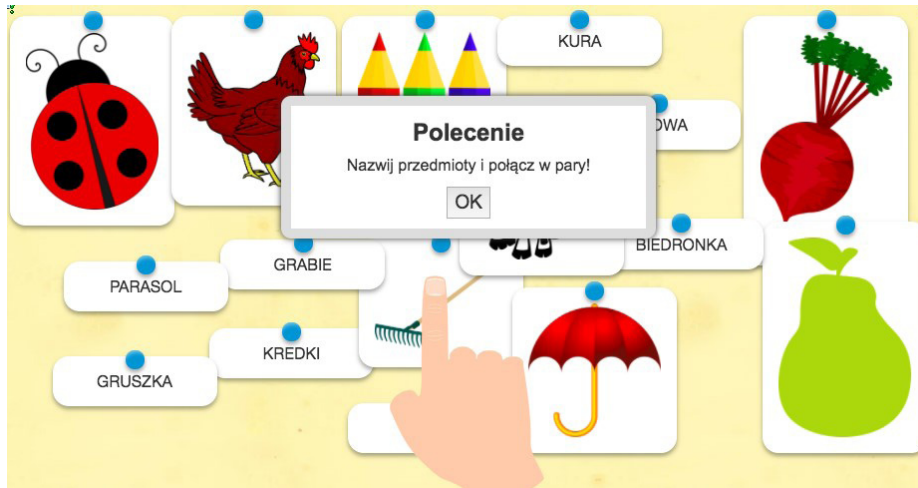 KURA
Polecenie
Nazwij przedmioty i połącz w pary!
OK
BIEDRONKA
GRABIE
PARASOL
KREDKI
GRUSZKA